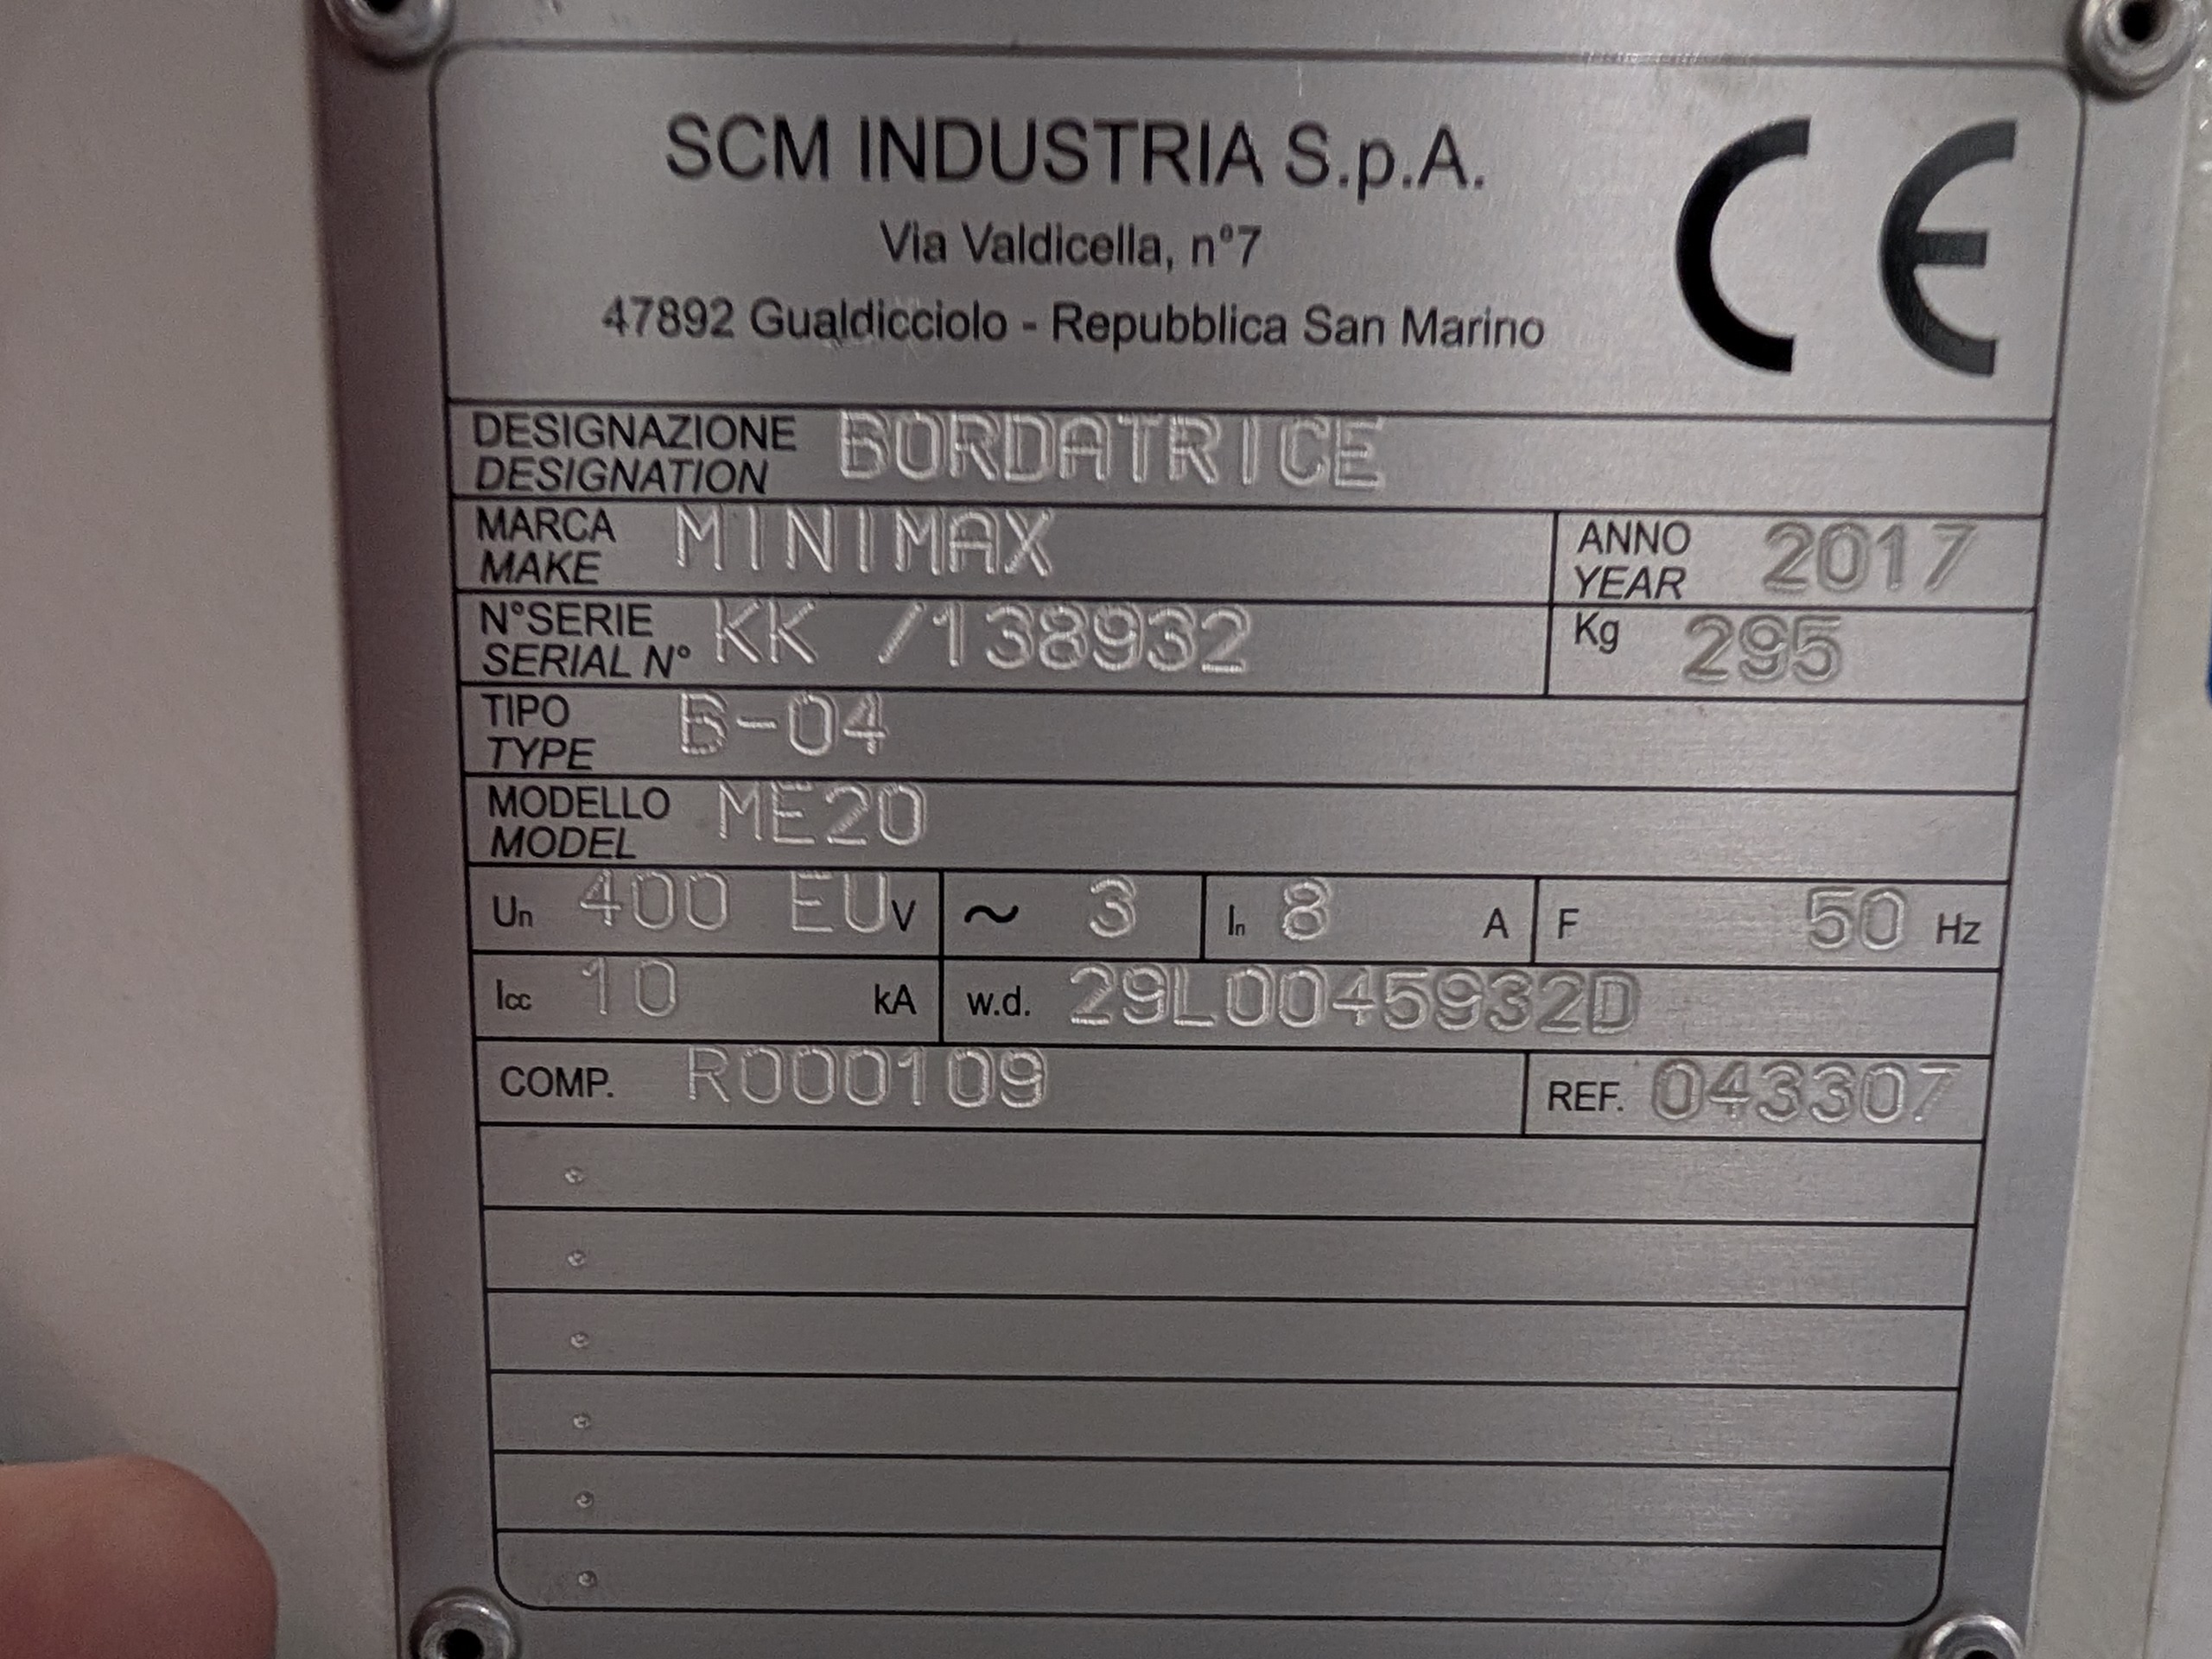 SCM INDUSTRIA S.p.A.
Via Valdicella, n°7
47892 Gualdicciolo - Repubblica San Marino
CE
DESIGNAZIONE BORDATRICE
DESIGNATION
MARCA MINIMAX
MAKE
ANNO 2017
YEAR
N°SERIE KK /138932
SERIAL N°
Kg 295
TIPO B-04
TYPE
MODELLO ME20
MODEL
Un 400 EU V ~ 3 In 8 A F 50 Hz
Icc 10 kA w.d. 29L0045932D
COMP. R000109 REF. 043307